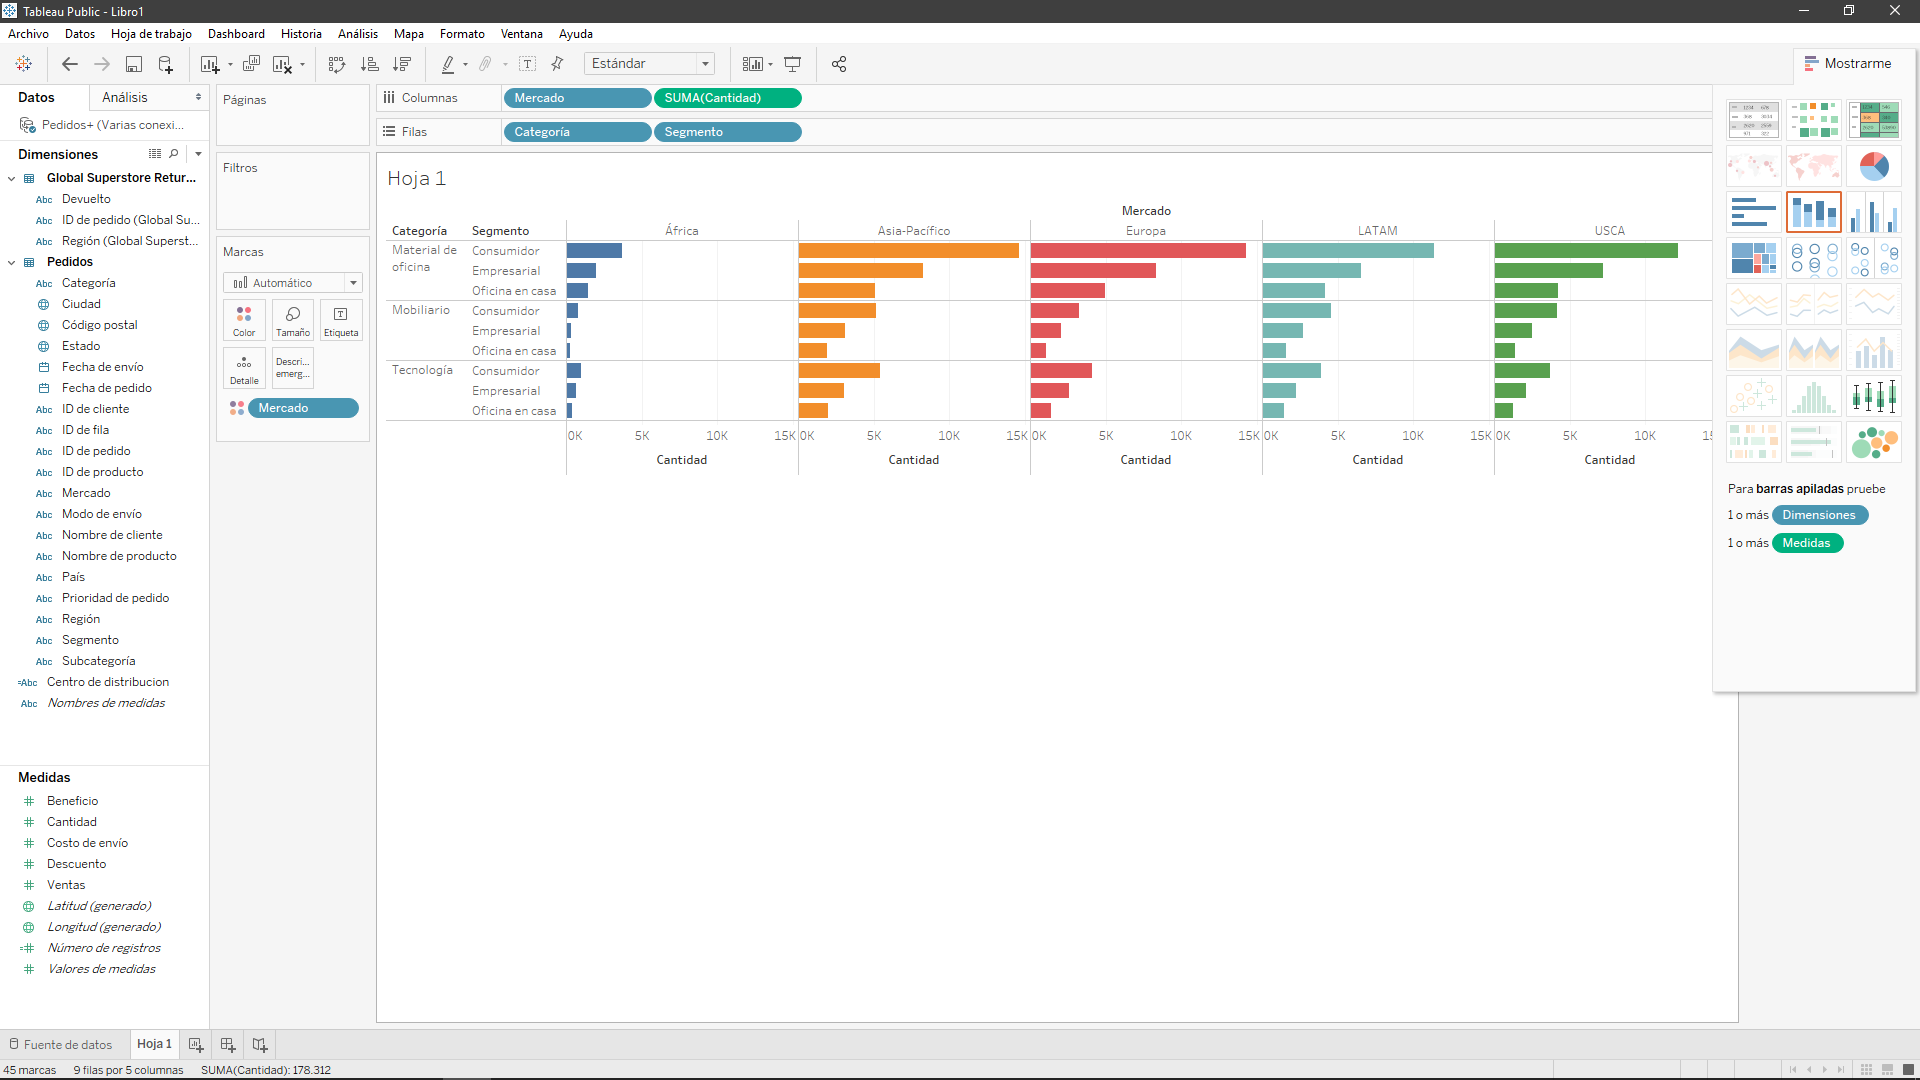 Tableau Public - Libro1
Archivo Datos Hoja de trabajo Dashboard Historia Análisis Mapa Formato Ventana Ayuda
Estándar
Mostrarme
Datos Análisis
Pedidos+ (Varias conexi...
Dimensiones
Global Superstore Retur...
Abc Devuelto
Abc ID de pedido (Global Su...
Abc Región (Global Superst...
Pedidos
Abc Categoría
Ciudad
Código postal
Estado
Fecha de envío
Fecha de pedido
Abc ID de cliente
Abc ID de fila
Abc ID de pedido
Abc ID de producto
Abc Mercado
Abc Modo de envío
Abc Nombre de cliente
Abc Nombre de producto
Abc País
Abc Prioridad de pedido
Abc Región
Abc Segmento
Abc Subcategoría
=Abc Centro de distribucion
Abc Nombres de medidas
Medidas
Beneficio
Cantidad
Costo de envío
Descuento
Ventas
Latitud (generado)
Longitud (generado)
Número de registros
Valores de medidas
Páginas
Filtros
Marcas
Automático
Color Tamaño Etiqueta
Detalle Descri... emerg...
Mercado
Columnas Mercado SUMA(Cantidad)
Filas Categoría Segmento
Hoja 1
Mercado
Categoría Segmento África Asia-Pacífico Europa LATAM USCA
Material de oficina Consumidor
Empresarial
Oficina en casa
Mobiliario Consumidor
Empresarial
Oficina en casa
Tecnología Consumidor
Empresarial
Oficina en casa
0K 5K 10K 15K 0K 5K 10K 15K 0K 5K 10K 15K 0K 5K 10K 15K 0K 5K 10K
Cantidad Cantidad Cantidad Cantidad Cantidad
Para barras apiladas pruebe
1 o más Dimensiones
1 o más Medidas
Fuente de datos Hoja 1
45 marcas 9 filas por 5 columnas SUMA(Cantidad): 178.312